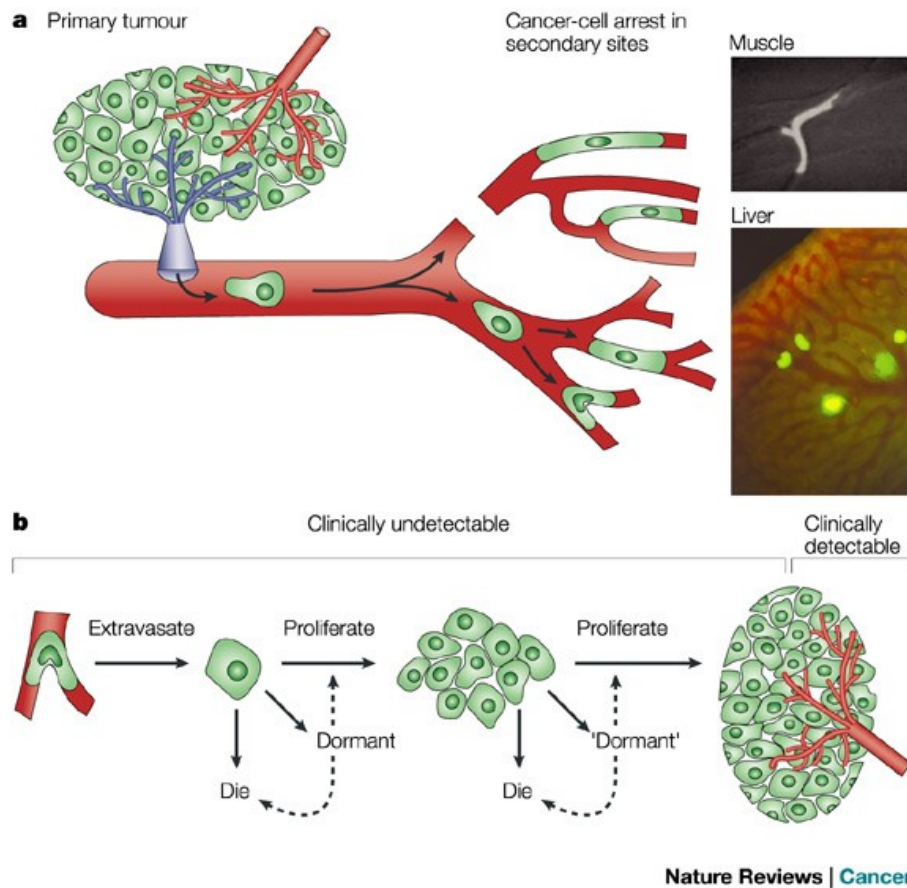 a Primary tumour
Cancer-cell arrest in
secondary sites
Muscle
Liver
b
Clinically undetectable
Clinically
detectable
Extravasate
Proliferate
Proliferate
Dormant
'Dormant'
Die
Die
Nature Reviews | Cancer